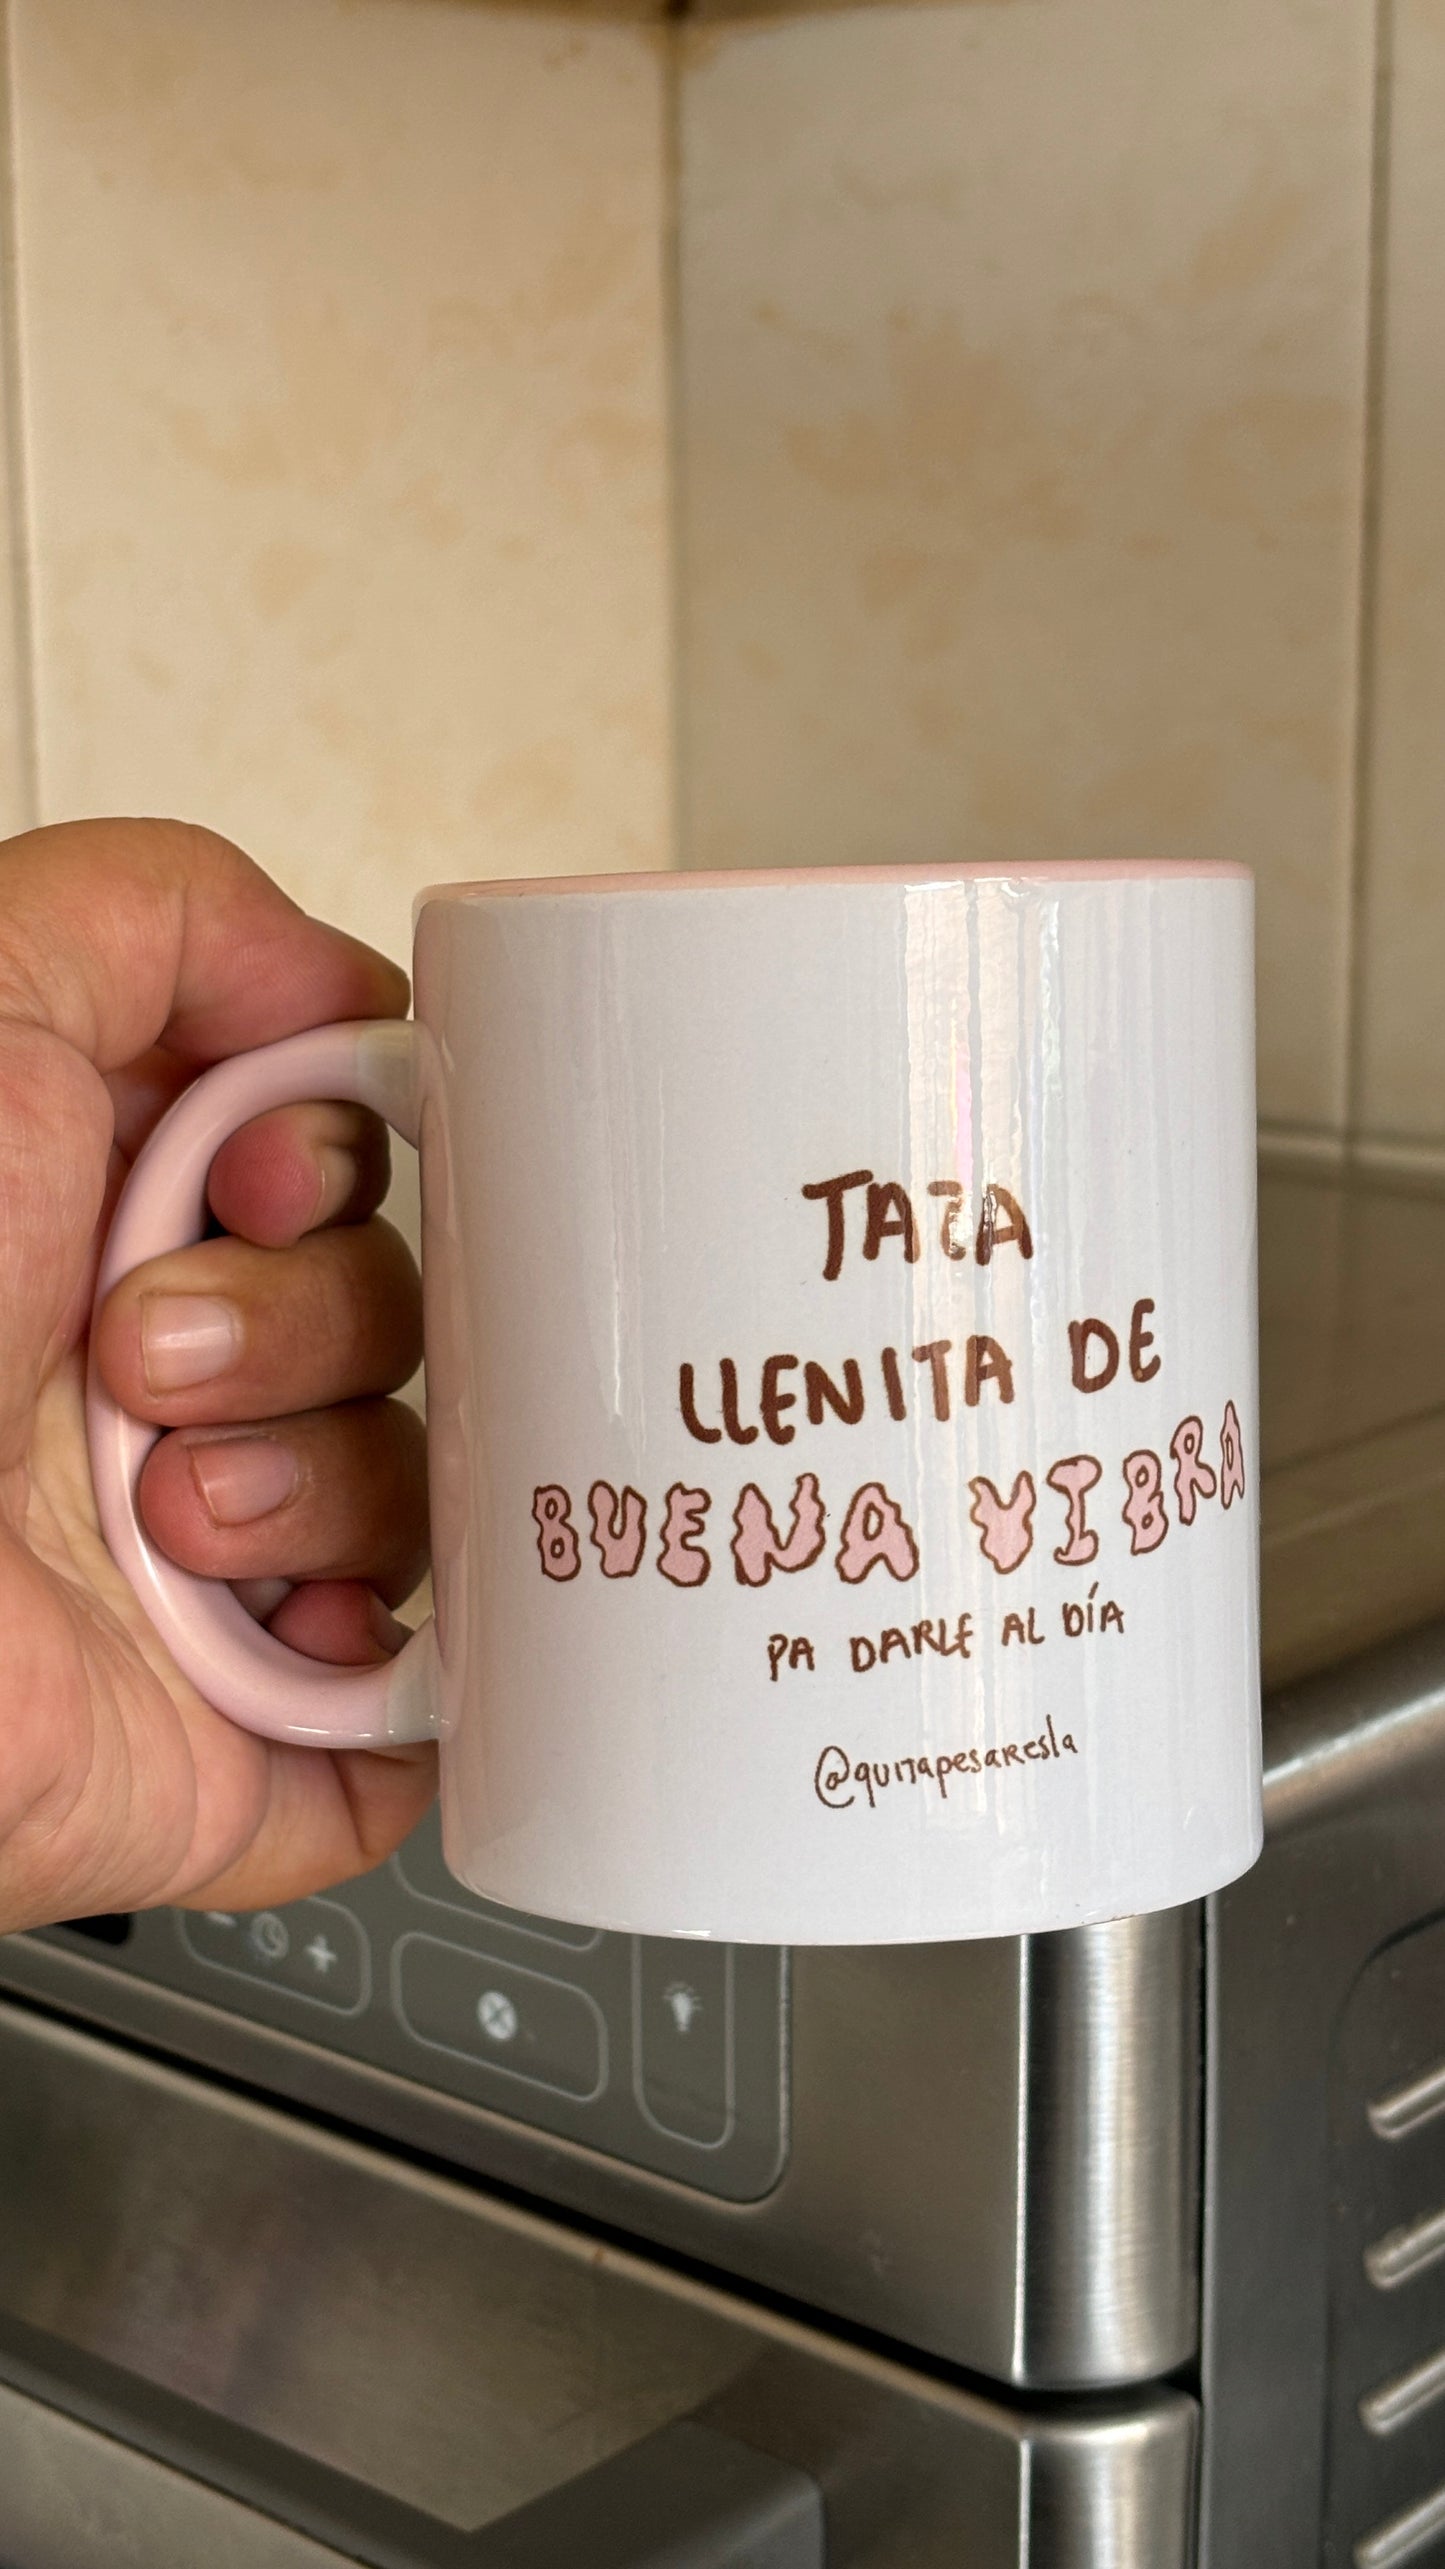 TAZA
LLENITA DE
BUENA VIBRA
PA DARLE AL DÍA
@quitapesaresla